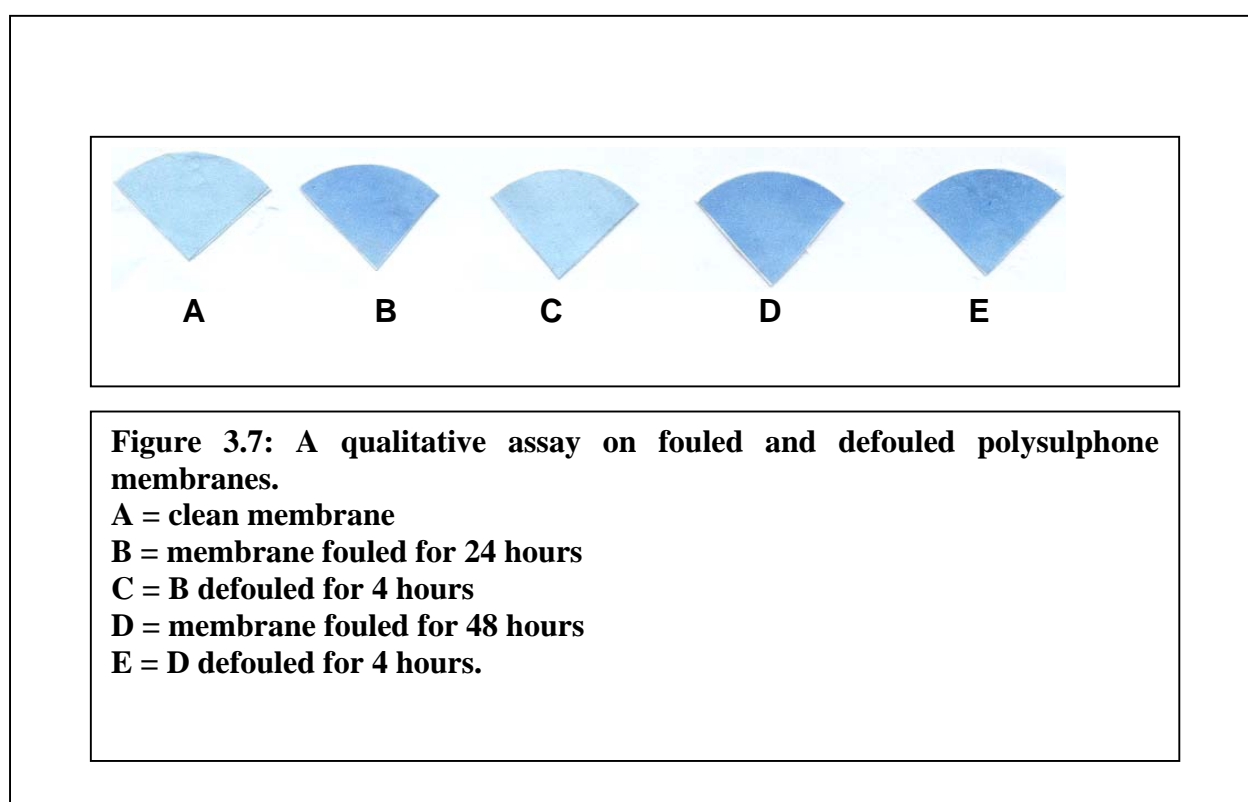 A B C D E
Figure 3.7: A qualitative assay on fouled and defouled polysulphone
membranes.
A = clean membrane
B = membrane fouled for 24 hours
C = B defouled for 4 hours
D = membrane fouled for 48 hours
E = D defouled for 4 hours.